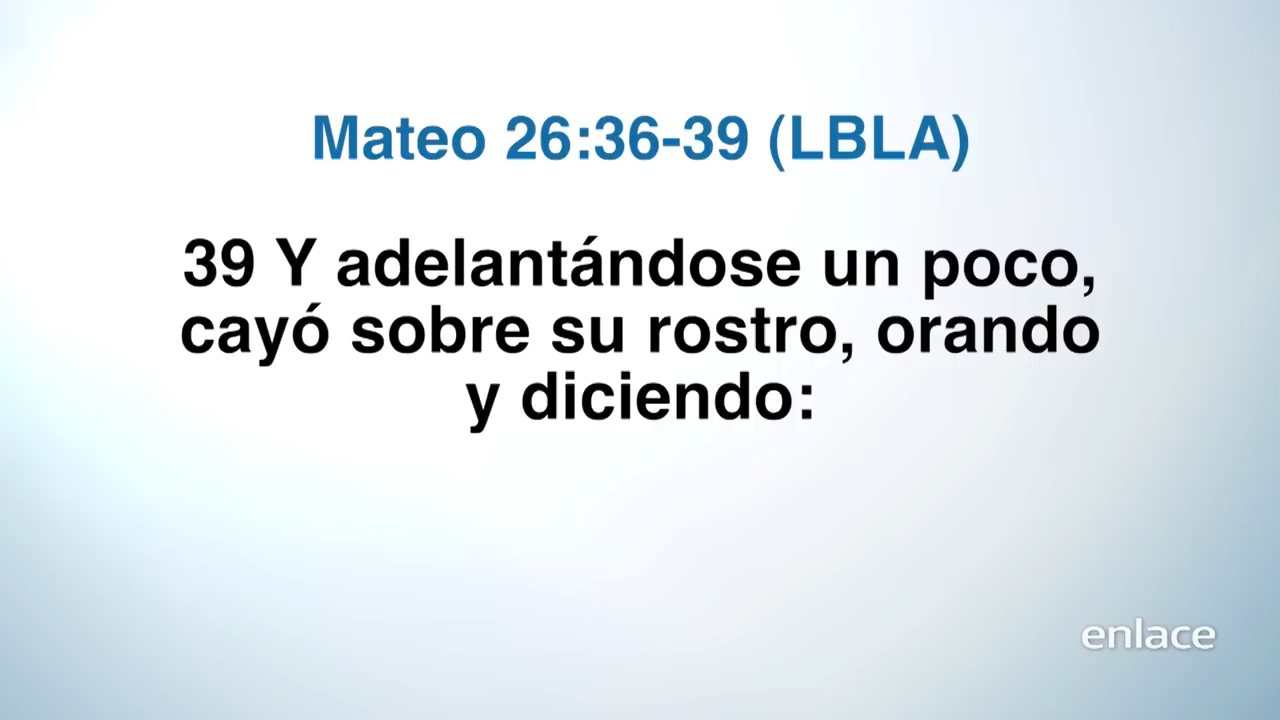 Mateo 26:36-39 (LBLA)
39 Y adelantándose un poco,
cayó sobre su rostro, orando
y diciendo:
enlace